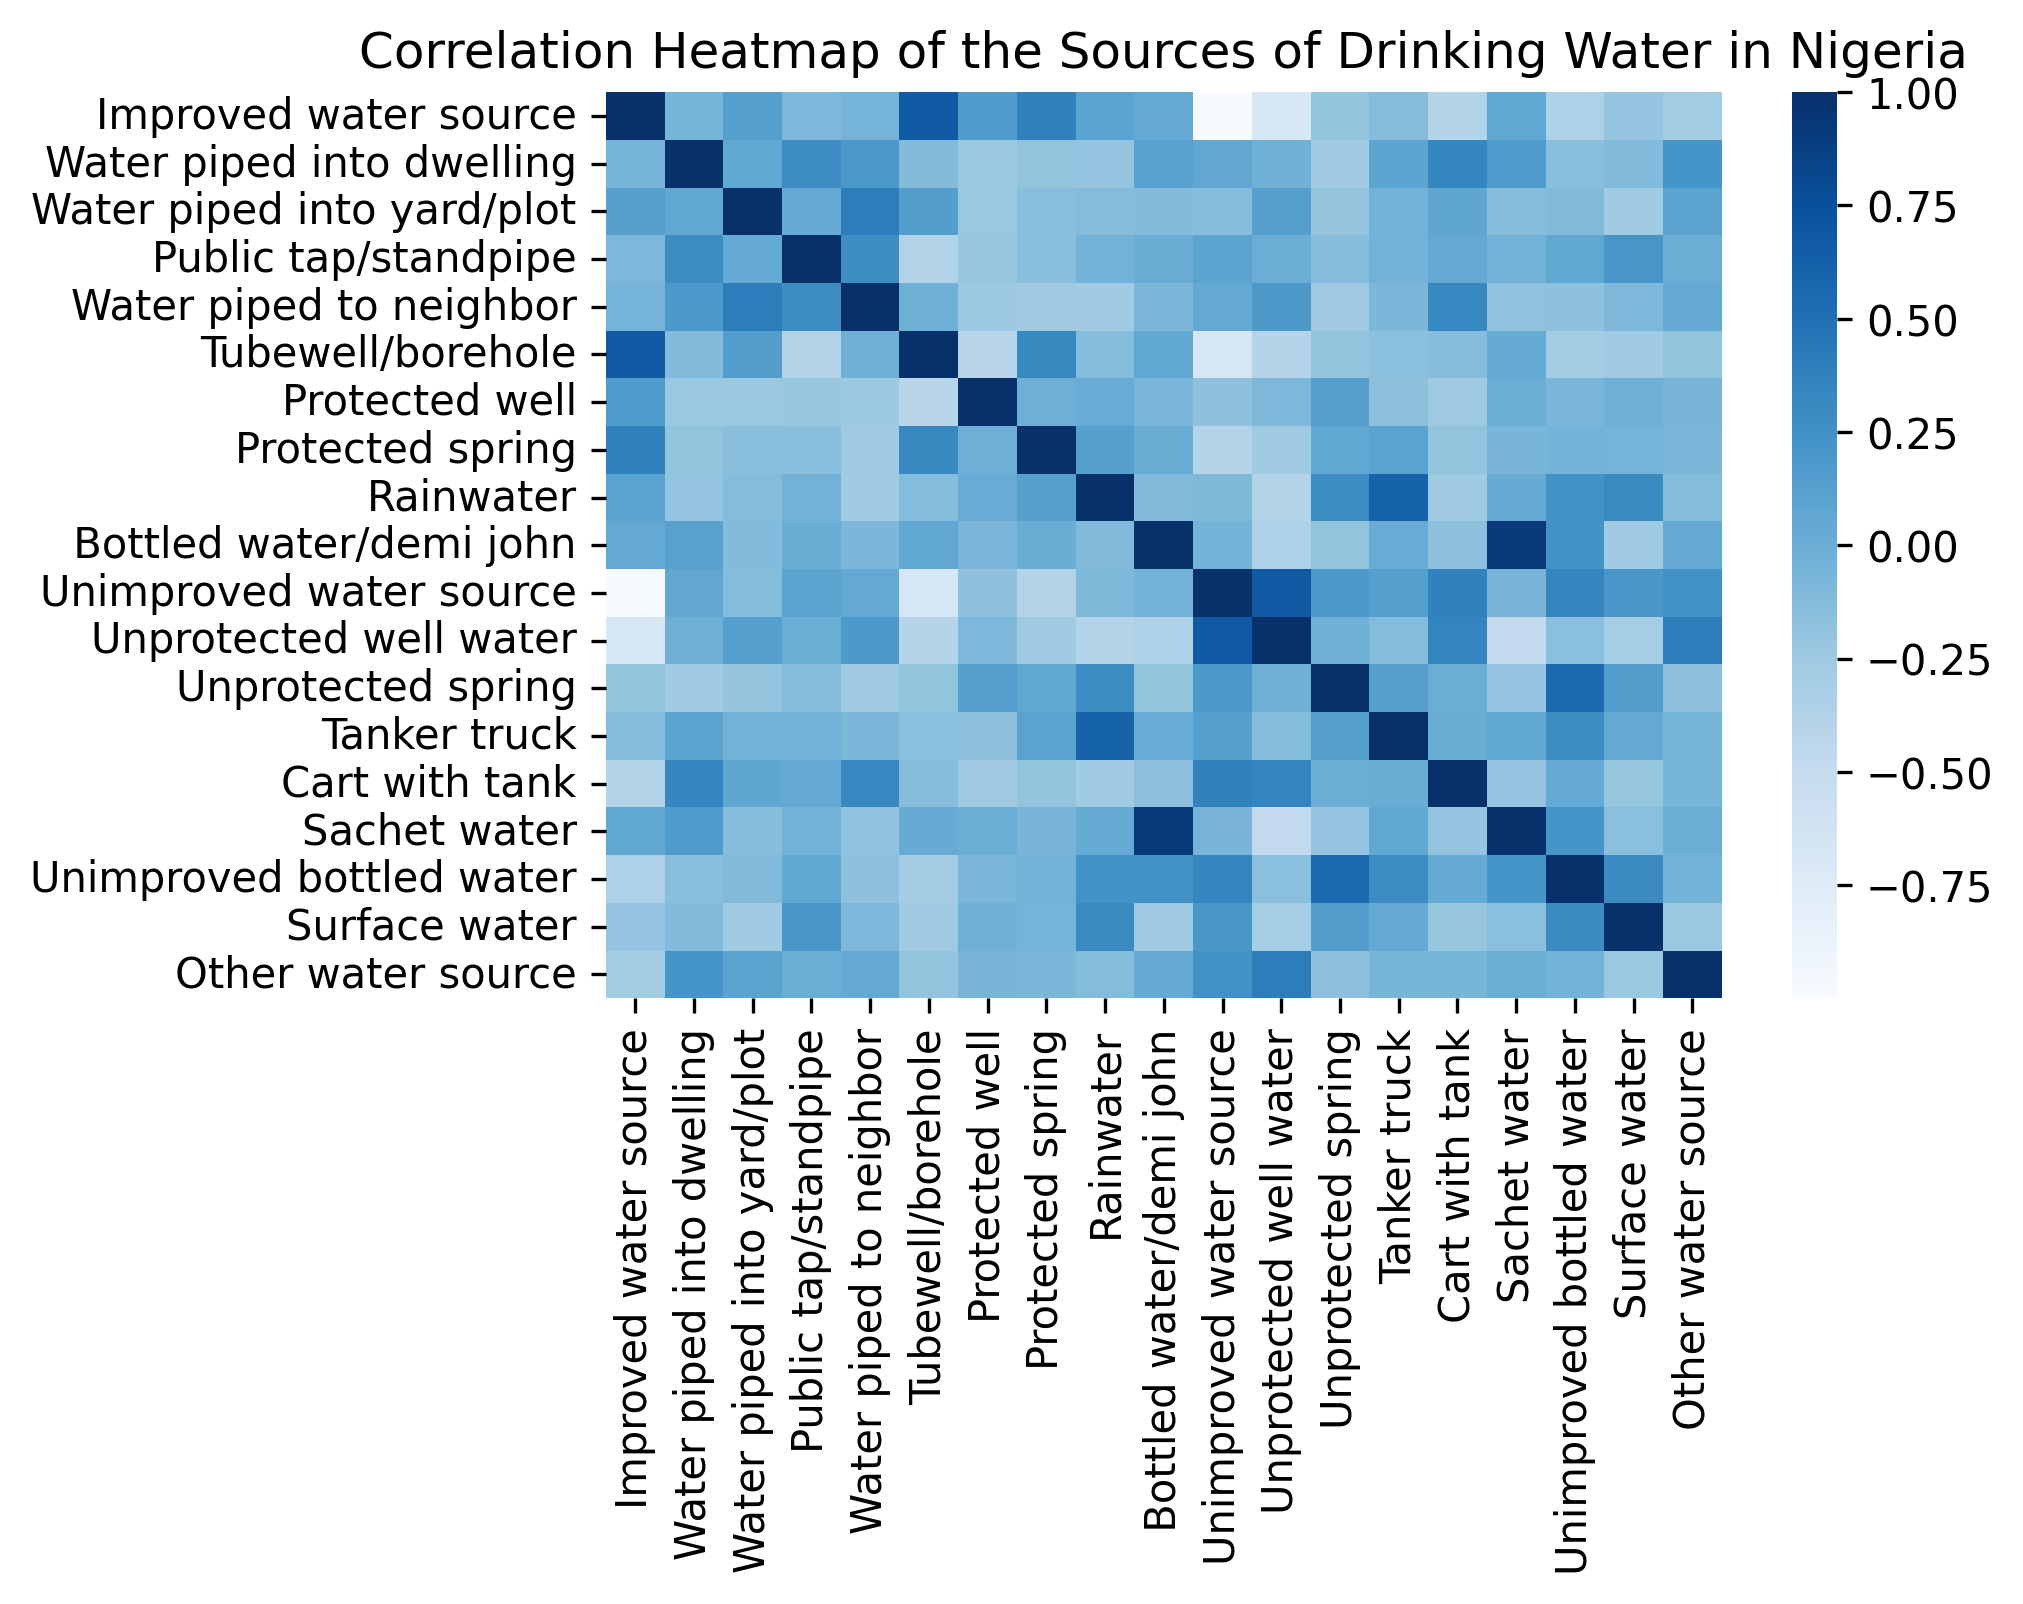 Correlation Heatmap of the Sources of Drinking Water in Nigeria
Improved water source
Water piped into dwelling
Water piped into yard/plot
Public tap/standpipe
Water piped to neighbor
Tubewell/borehole
Protected well
Protected spring
Rainwater
Bottled water/demi john
Unimproved water source
Unprotected well water
Unprotected spring
Tanker truck
Cart with tank
Sachet water
Unimproved bottled water
Surface water
Other water source
Improved water source
Water piped into dwelling
Water piped into yard/plot
Public tap/standpipe
Water piped to neighbor
Tubewell/borehole
Protected well
Protected spring
Rainwater
Bottled water/demi john
Unimproved water source
Unprotected well water
Unprotected spring
Tanker truck
Cart with tank
Sachet water
Unimproved bottled water
Surface water
Other water source
1.00
0.75
0.50
0.25
0.00
−0.25
−0.50
−0.75